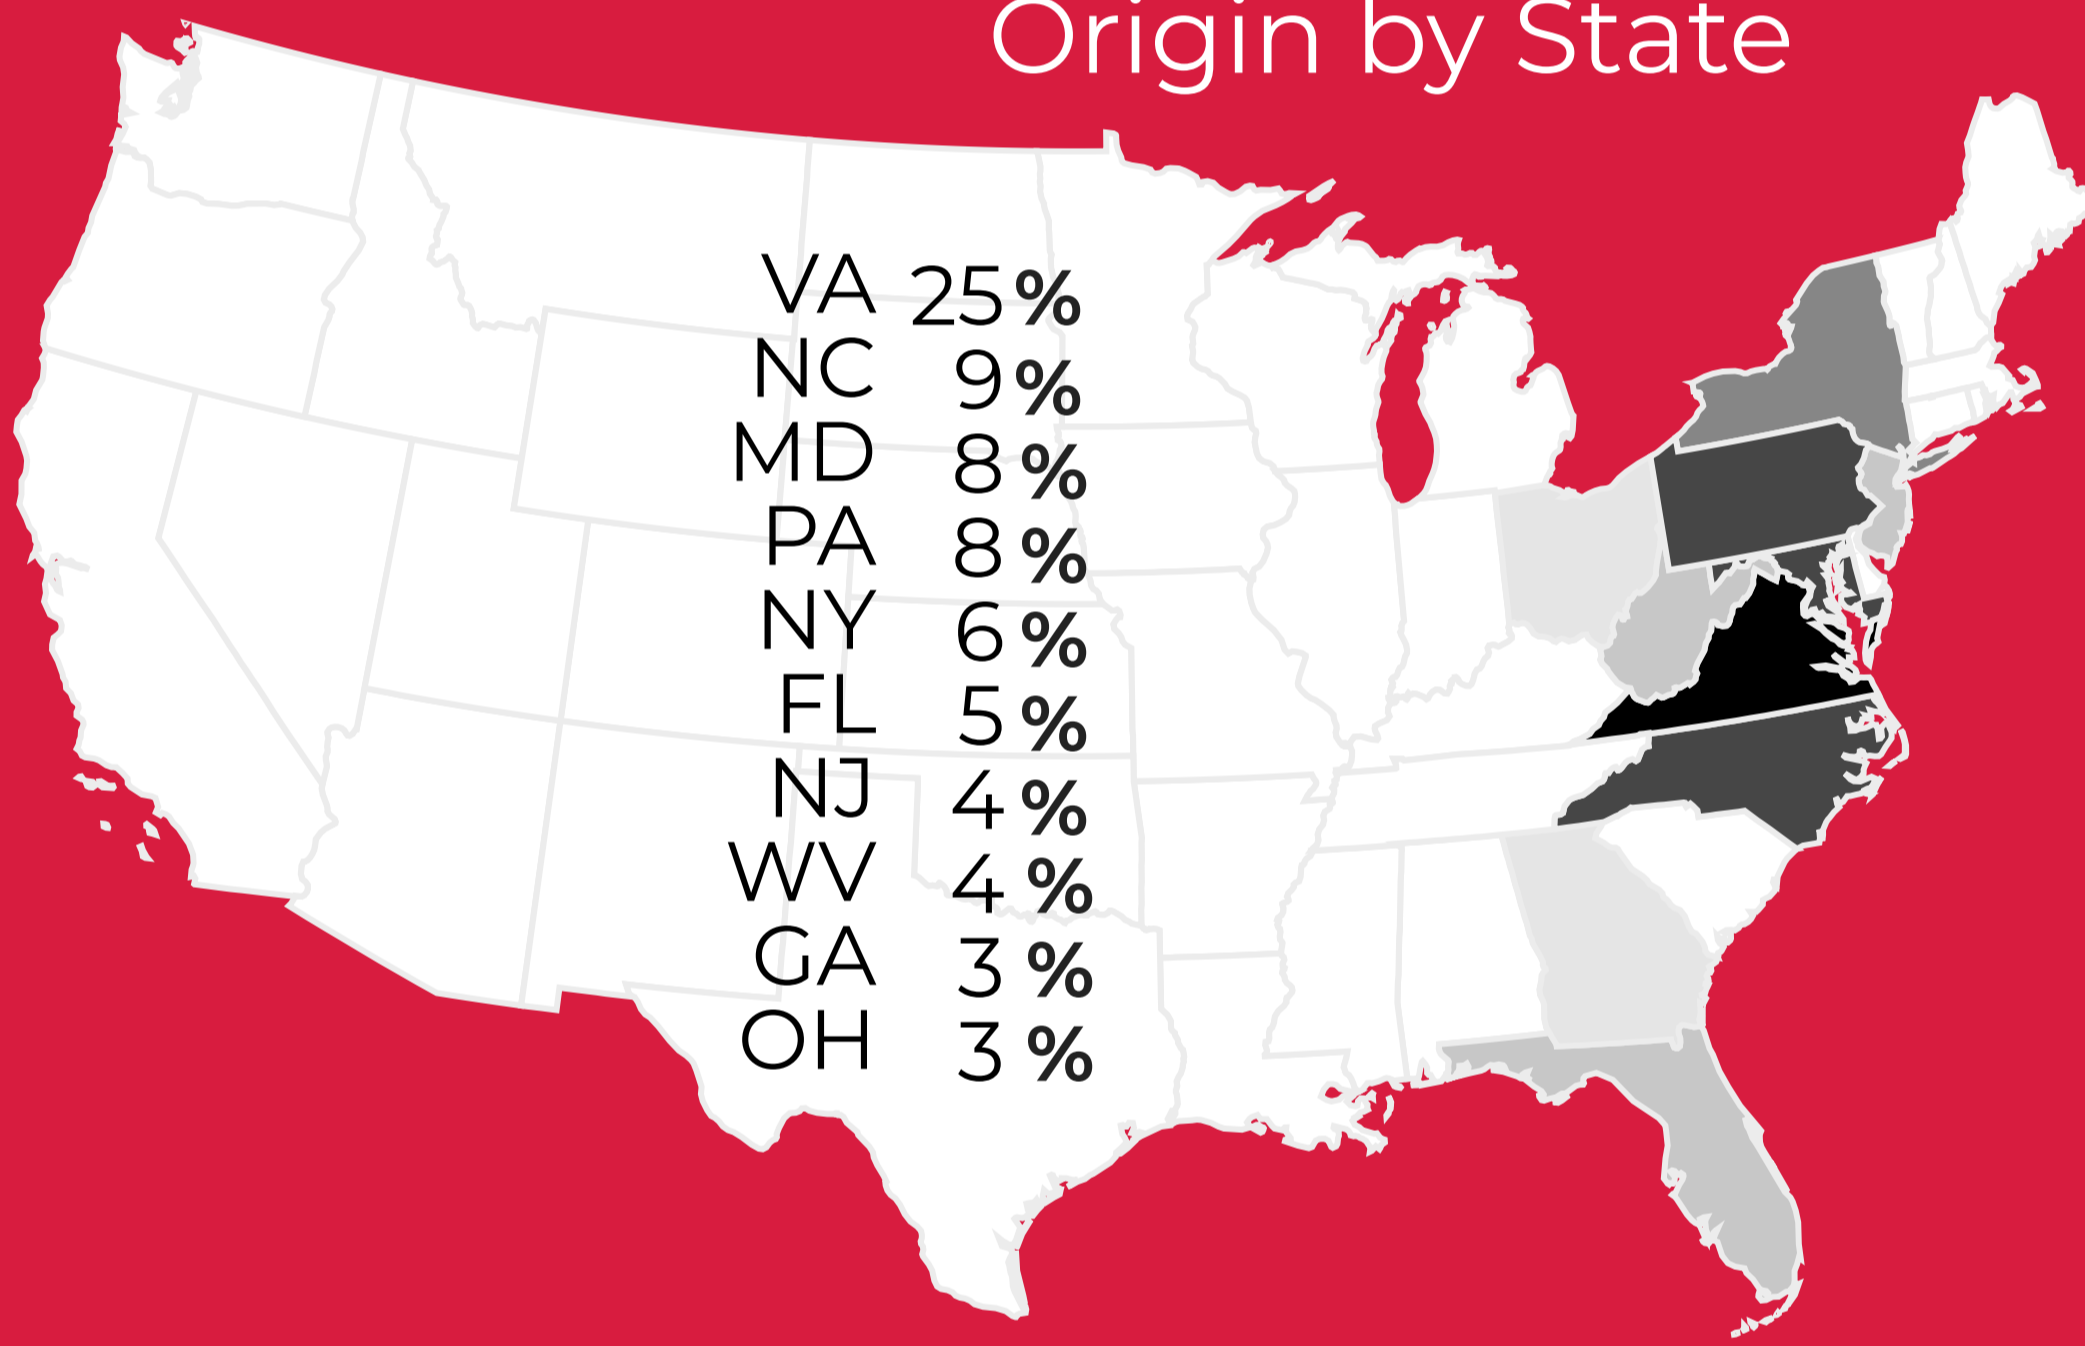 Origin by State
VA 25%
NC 9%
MD 8%
PA 8%
NY 6%
FL 5%
NJ 4%
WV 4%
GA 3%
OH 3%